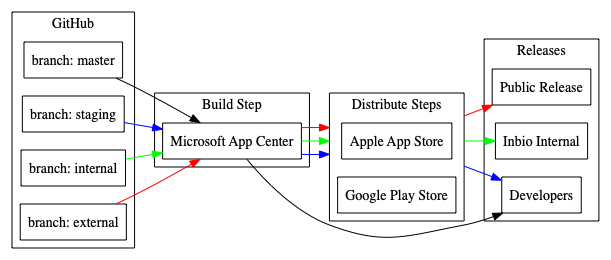 GitHub
branch: master
branch: staging
branch: internal
branch: external
Build Step
Microsoft App Center
Distribute Steps
Apple App Store
Google Play Store
Releases
Public Release
Inbio Internal
Developers